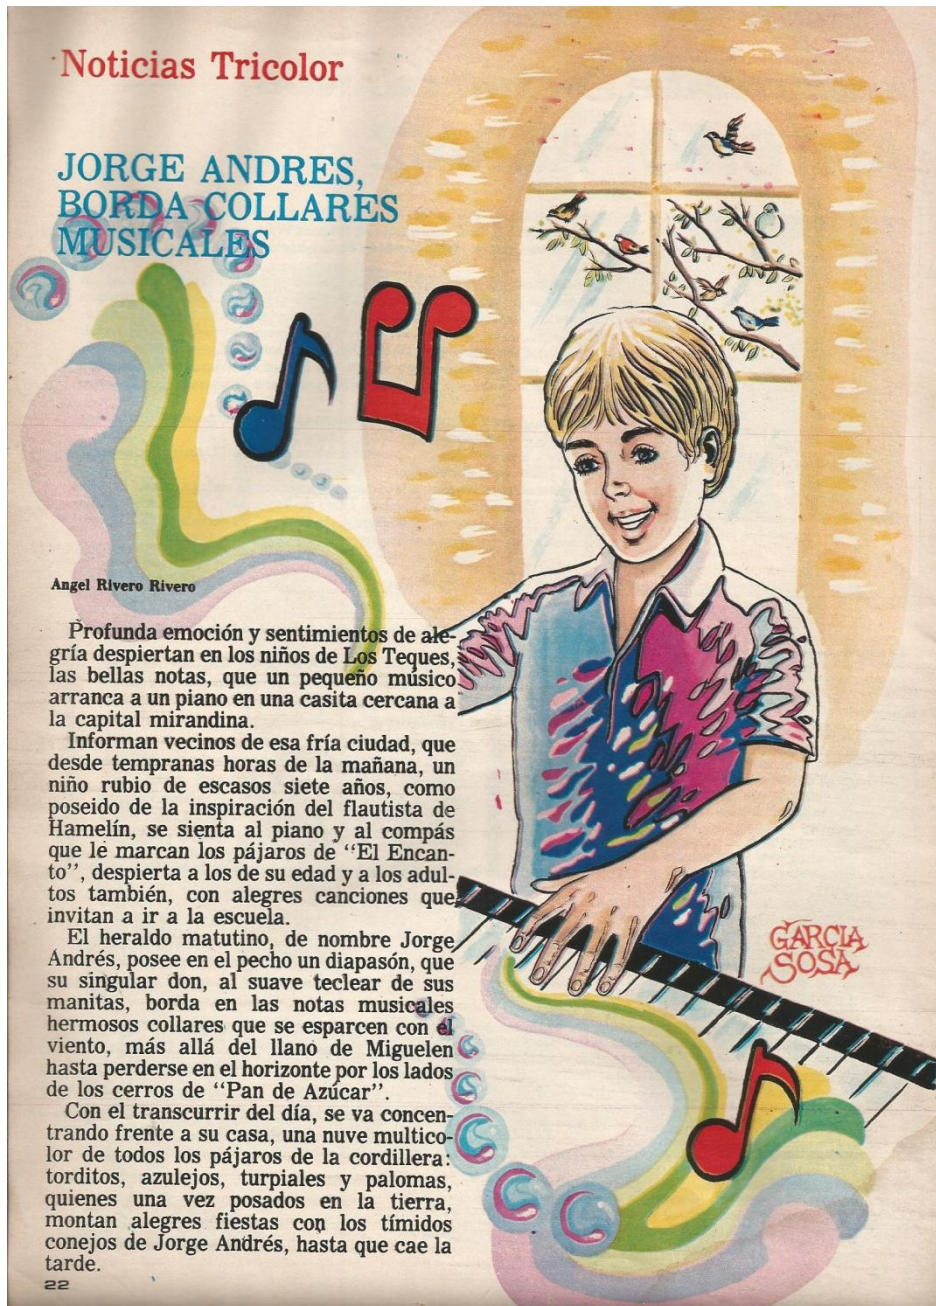 Noticias Tricolor
JORGE ANDRES,
BORDA COLLARES
MUSICALES
Angel Rivero Rivero
Profunda emoción y sentimientos de ale-
gría despiertan en los niños de Los Teques,
las bellas notas, que un pequeño músico
arranca a un piano en una casita cercana a
la capital mirandina.
Informan vecinos de esa fría ciudad, que
desde tempranas horas de la mañana, un
niño rubio de escasos siete años, como
poseido de la inspiración del flautista de
Hamelín, se sienta al piano y al compás
que le marcan los pájaros de "El Encan-
to", despierta a los de su edad y a los adul-
tos también, con alegres canciones que
invitan a ir a la escuela.
El heraldo matutino, de nombre Jorge
Andrés, posee en el pecho un diapasón, que
su singular don, al suave teclear de sus
manitas, borda en las notas musicales
hermosos collares que se esparcen con el
viento, más allá del llano de Miguelen
hasta perderse en el horizonte por los lados
de los cerros de "Pan de Azúcar".
Con el transcurrir del día, se va concen-
trando frente a su casa, una nuve multico-
lor de todos los pájaros de la cordillera:
torditos, azulejos, turpiales y palomas,
quienes una vez posados en la tierra,
montan alegres fiestas con los tímidos
conejos de Jorge Andrés, hasta que cae la
tarde.
22
GARCIA
SOSA